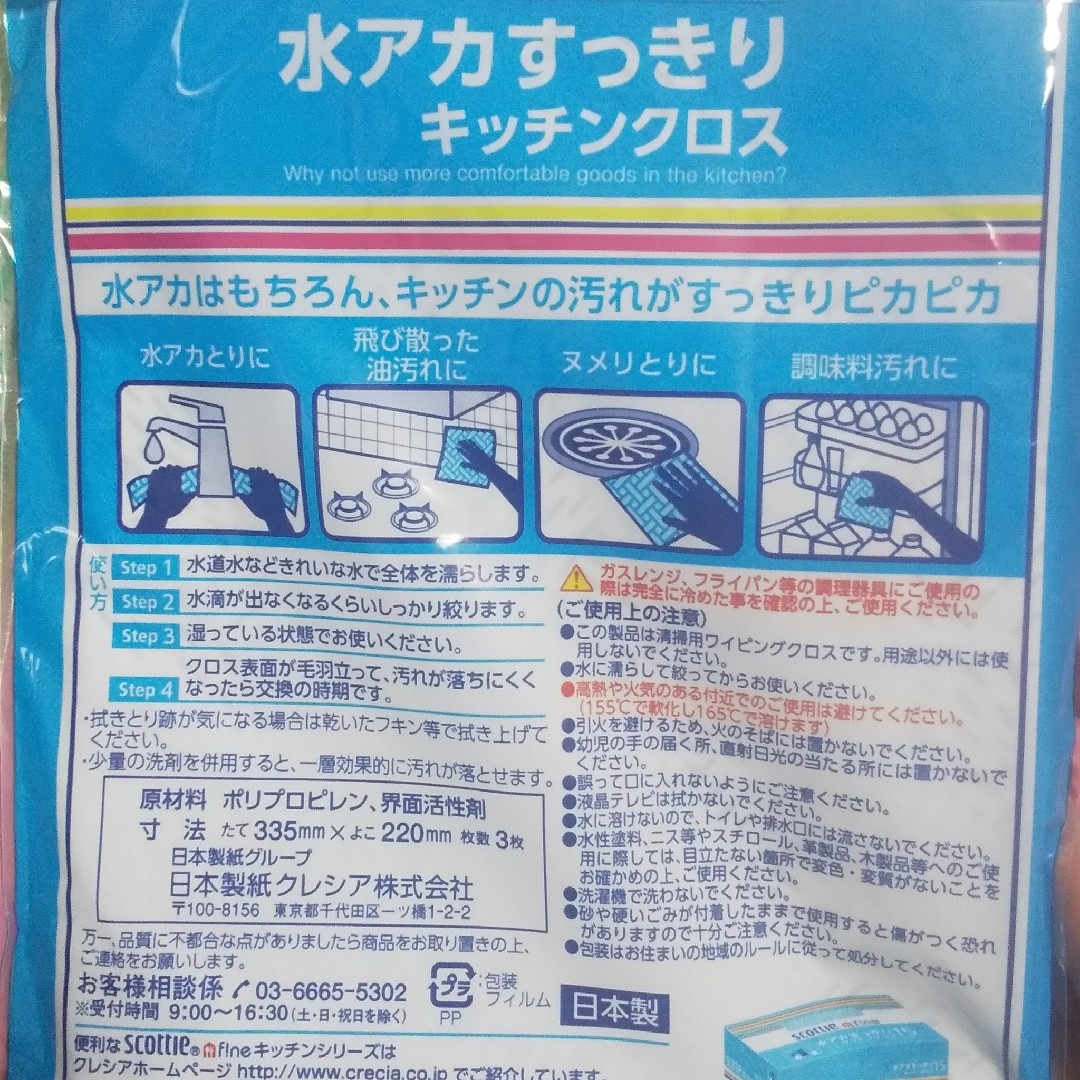 水アカすっきり
キッチンクロス
Why not use more comfortable goods in the kitchen?
水アカはもちろん、キッチンの汚れがすっきりピカピカ
水アカとりに
飛び散った
油汚れに
ヌメリとりに
調味料汚れに
使い方
Step 1 水道水などきれいな水で全体を濡らします。
Step 2 水滴が出なくなるくらいしっかり絞ります。
Step 3 湿っている状態でお使いください。
Step 4 クロス表面が毛羽立って、汚れが落ちにくく
なったら交換の時期です。
・拭きとり跡が気になる場合は乾いたフキン等で拭き上げて
ください。
・少量の洗剤を併用すると、一層効果的に汚れが落とせます。
原材料 ポリプロピレン、界面活性剤
寸 法 たて335mm×よこ220mm 枚数 3枚
日本製紙グループ
日本製紙クレシア株式会社
〒100-8156 東京都千代田区一ツ橋1-2-2
万一、品質に不都合な点がありましたら商品をお取り置きの上、
ご連絡をお願いします。
お客様相談係 03-6665-5302
※受付時間 9:00～16:30(土・日・祝日を除く)
プラ
PP
:包装
フィルム
日本製
便利なscottie® fineキッチンシリーズは
クレシアホームページ http://www.crecia.co.jp でご紹介しています。
ガスレンジ、フライパン等の調理器具にご使用の
際は完全に冷めた事を確認の上、ご使用ください。
(ご使用上の注意)
●この製品は清掃用ワイピングクロスです。用途以外には使
用しないでください。
●水に濡らして絞ってからお使いください。
●高熱や火気のある付近でのご使用は避けてください。
(155℃で軟化し165℃で溶けます)
●引火を避けるため、火のそばには置かないでください。
●幼児の手の届く所、直射日光の当たる所には置かないで
ください。
●誤って口に入れないようにご注意ください。
●液晶テレビは拭かないでください。
●水に溶けないので、トイレや排水口には流さないでください。
●水性塗料、ニス等やスチロール、革製品、木製品等へのご使
用に際しては、目立たない箇所で変色・変質がないことを
お確かめの上、ご使用ください。
●洗濯機で洗わないでください。
●砂や硬いごみが付着したままで使用すると傷がつく恐れ
がありますので十分ご注意ください。
●包装はお住まいの地域のルールに従って処分してください。
scottie fine